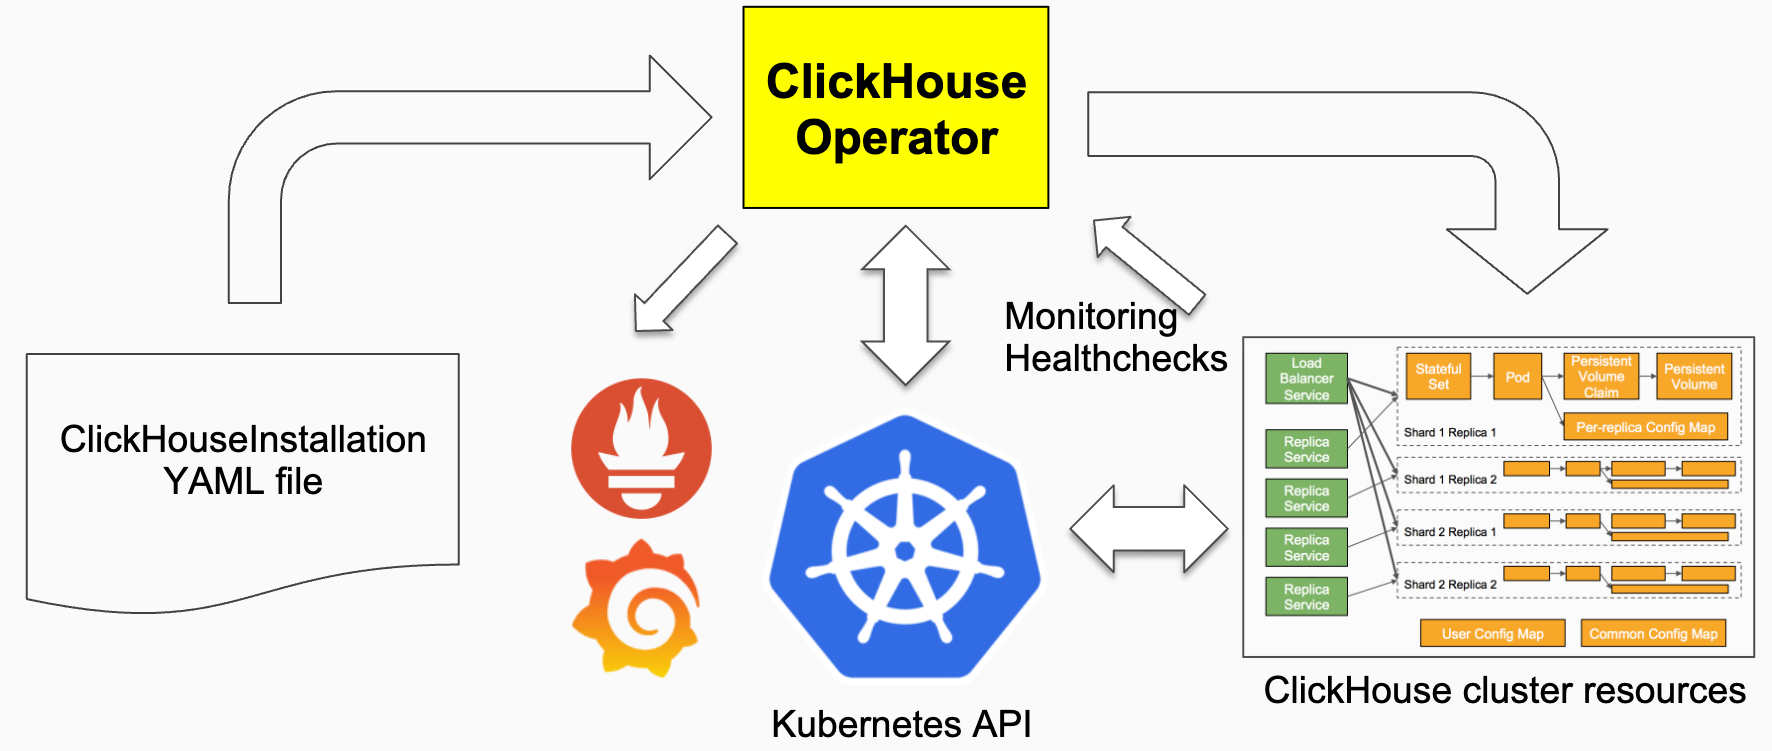 ClickHouse
Operator
Monitoring
Healthchecks
ClickHouseInstallation
YAML file
Kubernetes API
Load
Balancer
Service
Replica
Service
Replica
Service
Replica
Service
Replica
Service
Stateful
Set
Pod
Persistent
Volume
Claim
Persistent
Volume
Per-replica Config Map
Shard 1 Replica 1
Shard 1 Replica 2
Shard 2 Replica 1
Shard 2 Replica 2
User Config Map
Common Config Map
ClickHouse cluster resources